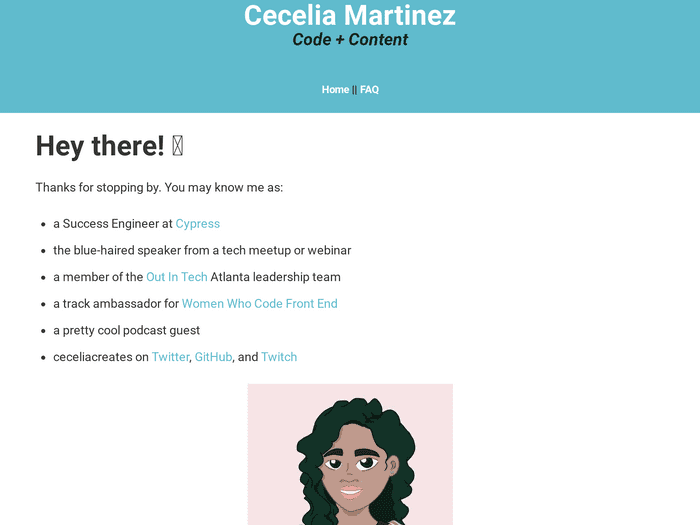 Cecelia Martinez
Code + Content
Home || FAQ
Hey there!
Thanks for stopping by. You may know me as:
• a Success Engineer at Cypress
• the blue-haired speaker from a tech meetup or webinar
• a member of the Out In Tech Atlanta leadership team
• a track ambassador for Women Who Code Front End
• a pretty cool podcast guest
• ceceliacreates on Twitter, GitHub, and Twitch